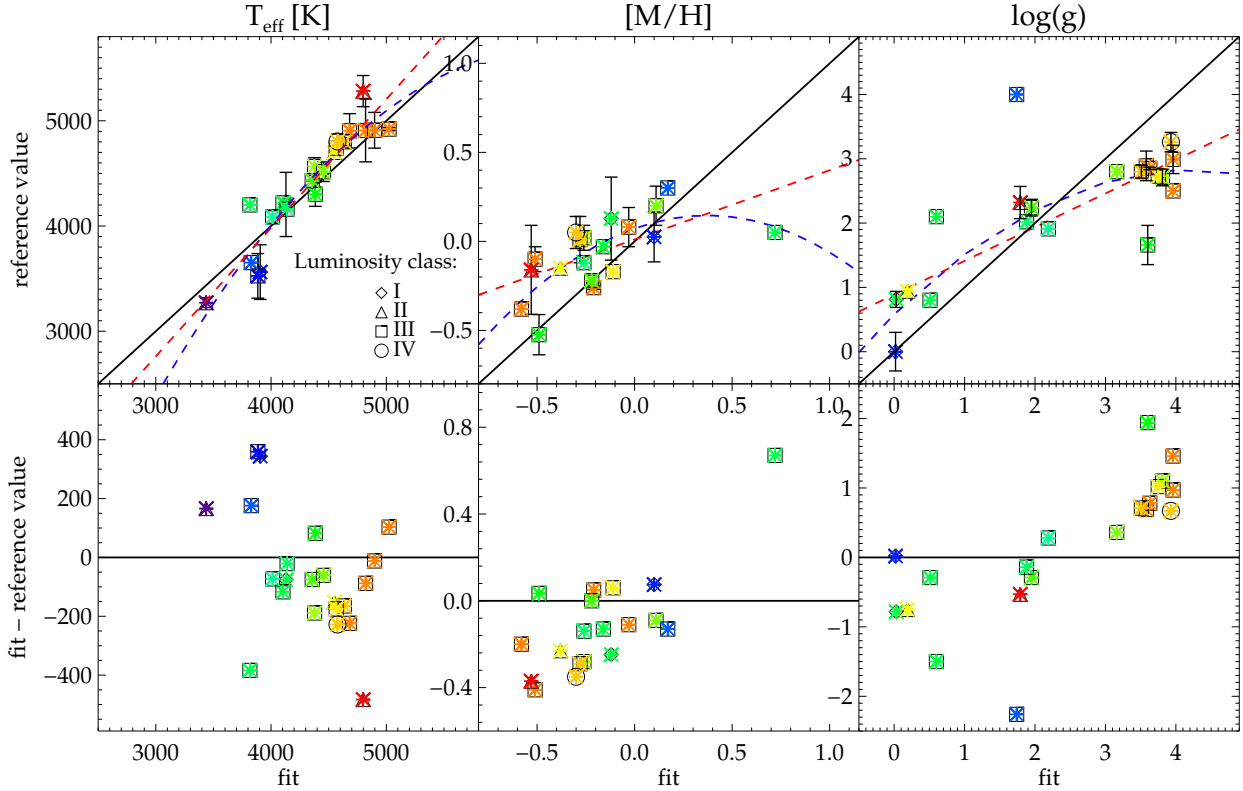 T_eff [K] [M/H] log(g)
reference value
5000
4000
3000
1.0
0.5
0.0
−0.5
4
3
2
1
0
Luminosity class:
I
II
III
IV
3000 4000 5000
−0.5 0.0 0.5 1.0
0 1 2 3 4
fit − reference value
400
200
0
−200
−400
0.8
0.4
0.0
−0.4
2
1
0
−1
−2
3000 4000 5000
−0.5 0.0 0.5 1.0
0 1 2 3 4
fit fit fit